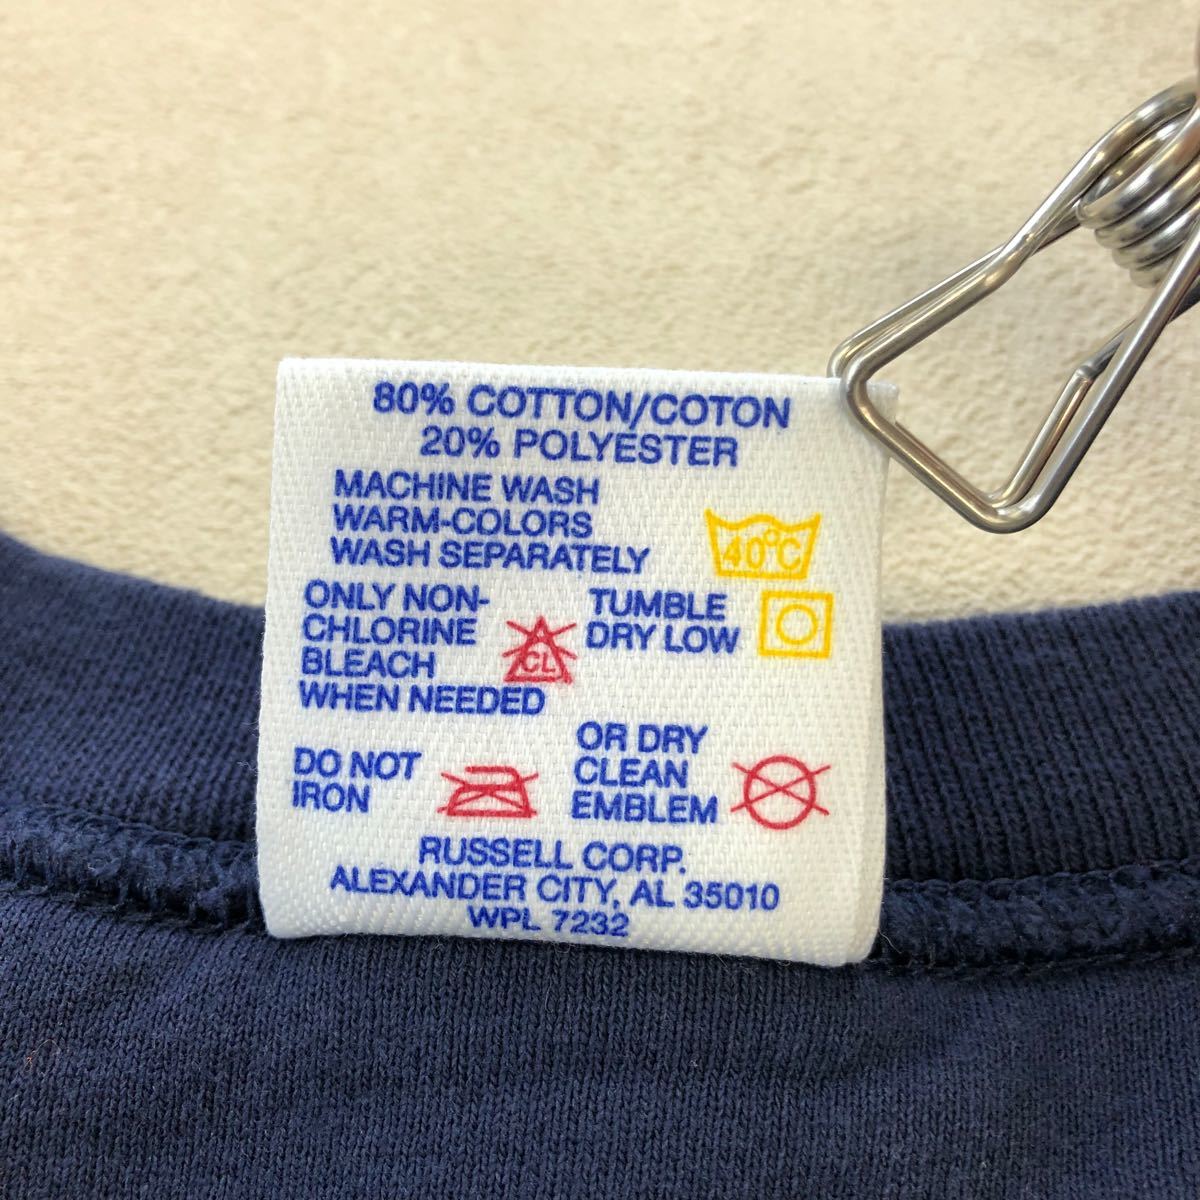 80% COTTON/COTON
20% POLYESTER
MACHINE WASH
WARM-COLORS
WASH SEPARATELY
40°C
ONLY NON-
CHLORINE
BLEACH
WHEN NEEDED
CL
TUMBLE
DRY LOW
DO NOT
IRON
OR DRY
CLEAN
EMBLEM
RUSSELL CORP.
ALEXANDER CITY, AL 35010
WPL 7232